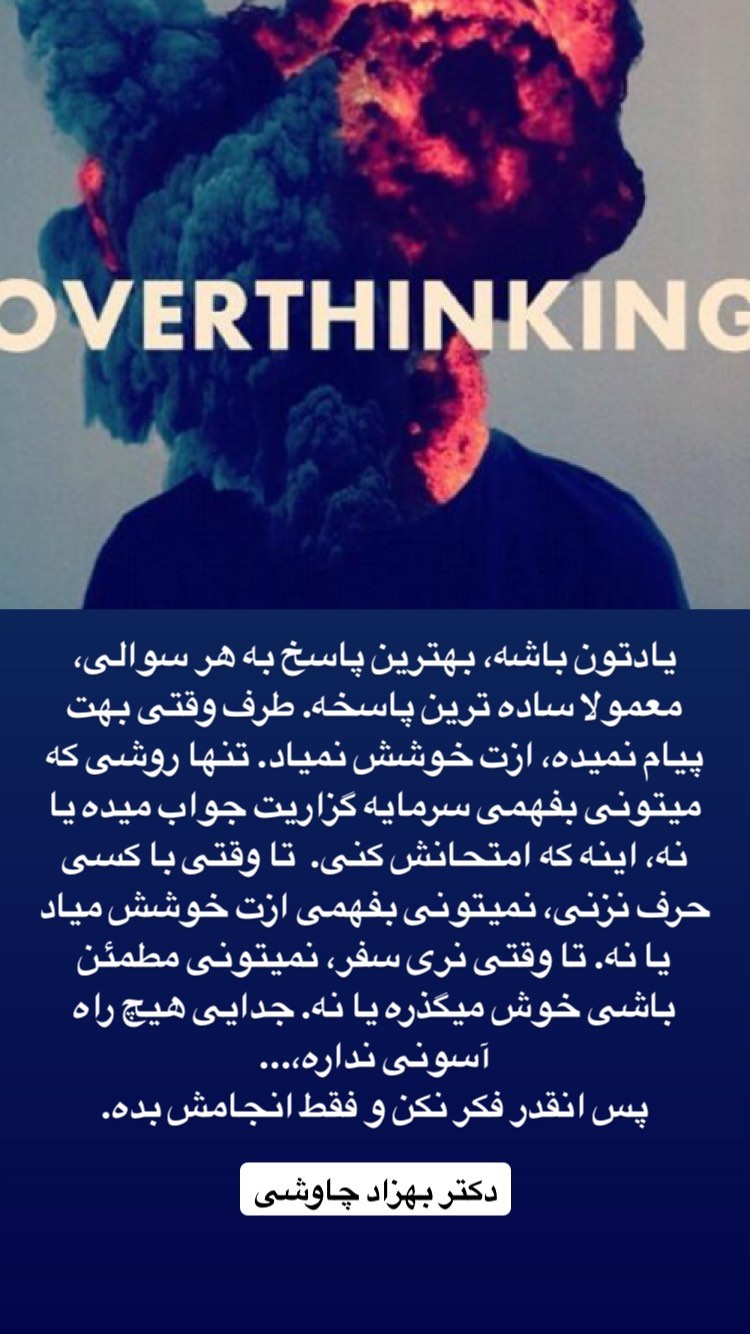 OVERTHINKING
یادتون باشه، بهترین پاسخ به هر سوالی،
معمولا ساده ترین پاسخه. طرف وقتی بهت
پیام نمیده، ازت خوشش نمیاد. تنها روشی که
میتونی بفهمی سرمایه گزاریت جواب میده یا
نه، اینه که امتحانش کنی. تا وقتی با کسی
حرف نزنی، نمیتونی بفهمی ازت خوشش میاد
یا نه. تا وقتی نری سفر، نمیتونی مطمئن
باشی خوش میگذره یا نه. جدایی هیچ راه
آسونی نداره،...
پس انقدر فکر نکن و فقط انجامش بده.
دکتر بهزاد چاوشی